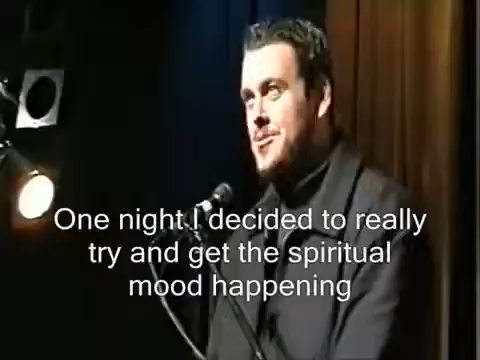 One night I decided to really
try and get the spiritual
mood happening